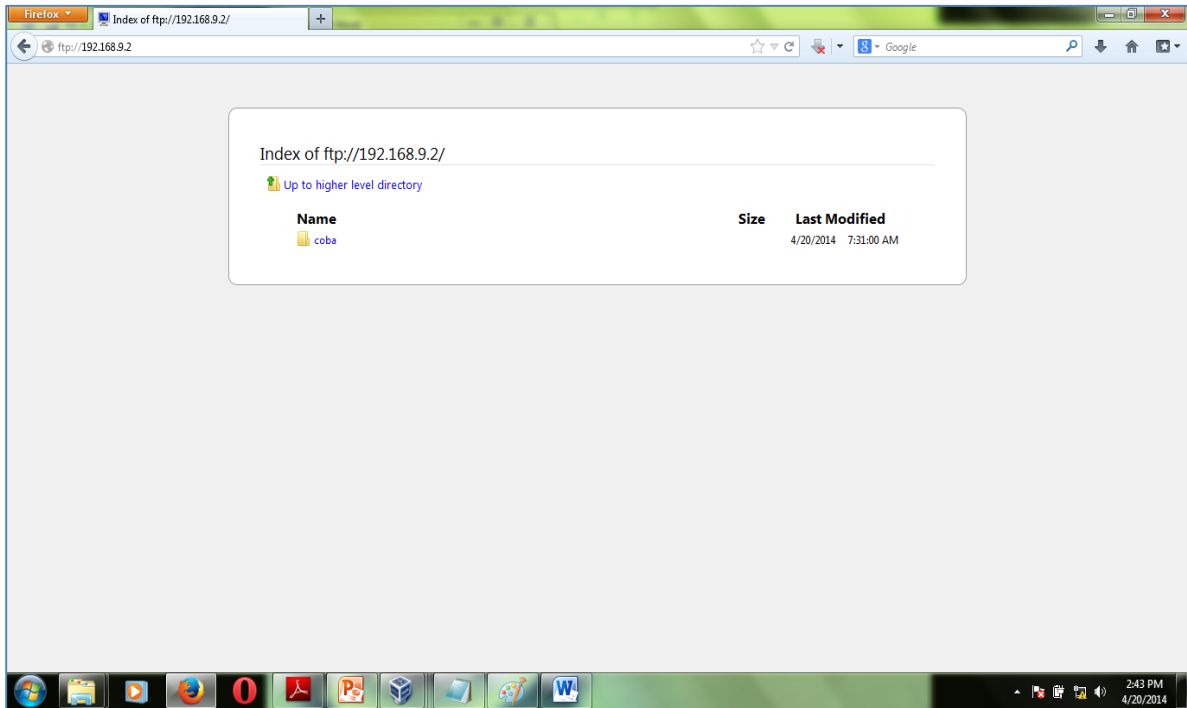 Firefox
Index of ftp://192.168.9.2/
ftp://192.168.9.2
Google
Index of ftp://192.168.9.2/
Up to higher level directory
Name Size Last Modified
coba 4/20/2014 7:31:00 AM
2:43 PM
4/20/2014